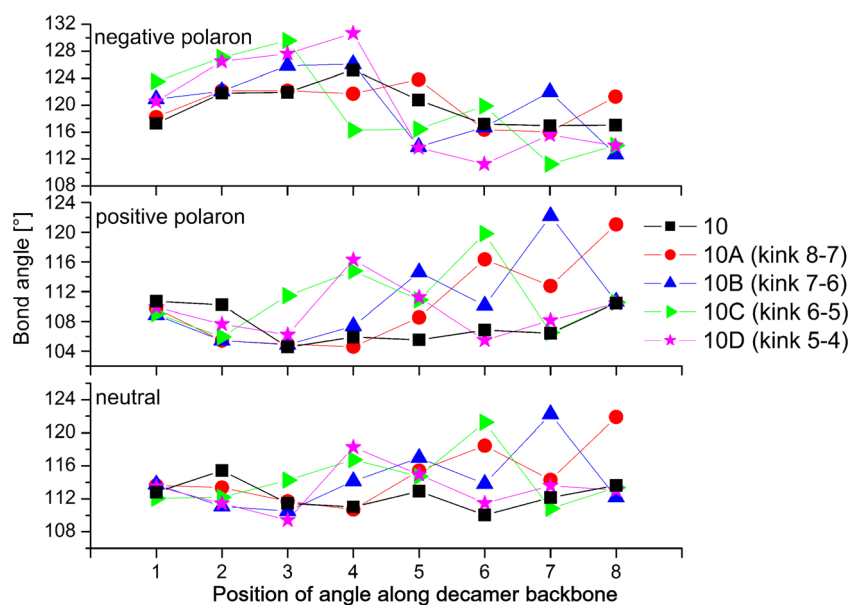 132
negative polaron
128
124
120
116
112
108
124
positive polaron
120
116
112
108
104
124
neutral
120
116
112
108
Bond angle [°]
1 2 3 4 5 6 7 8
Position of angle along decamer backbone
10
10A (kink 8-7)
10B (kink 7-6)
10C (kink 6-5)
10D (kink 5-4)